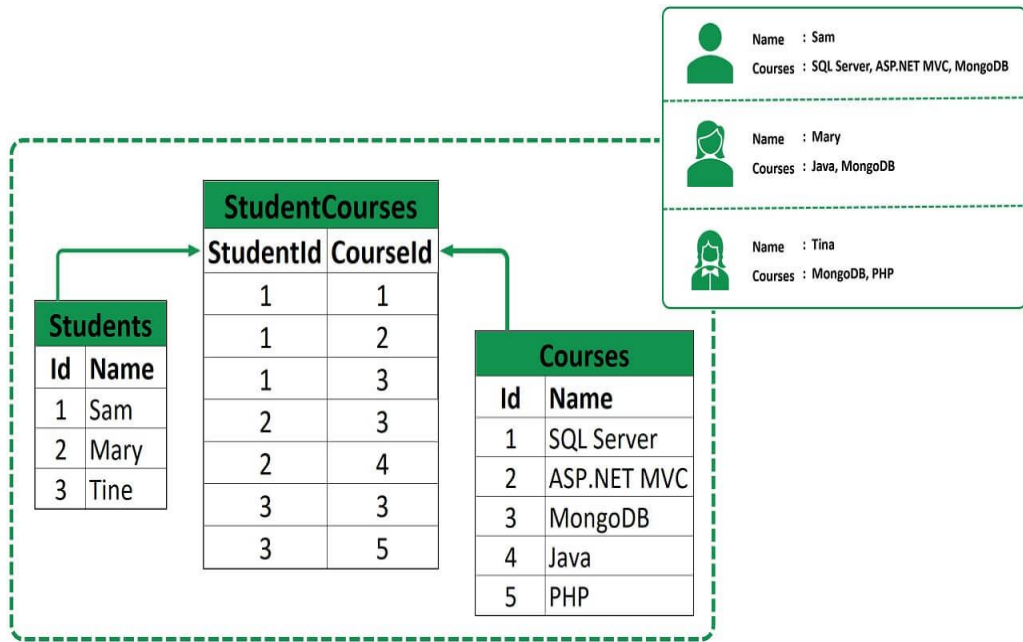 Name : Sam
Courses : SQL Server, ASP.NET MVC, MongoDB
Name : Mary
Courses : Java, MongoDB
Name : Tina
Courses : MongoDB, PHP
StudentCourses
StudentId CourseId
1 1
1 2
1 3
2 3
2 4
3 3
3 5
Students
Id Name
1 Sam
2 Mary
3 Tine
Courses
Id Name
1 SQL Server
2 ASP.NET MVC
3 MongoDB
4 Java
5 PHP